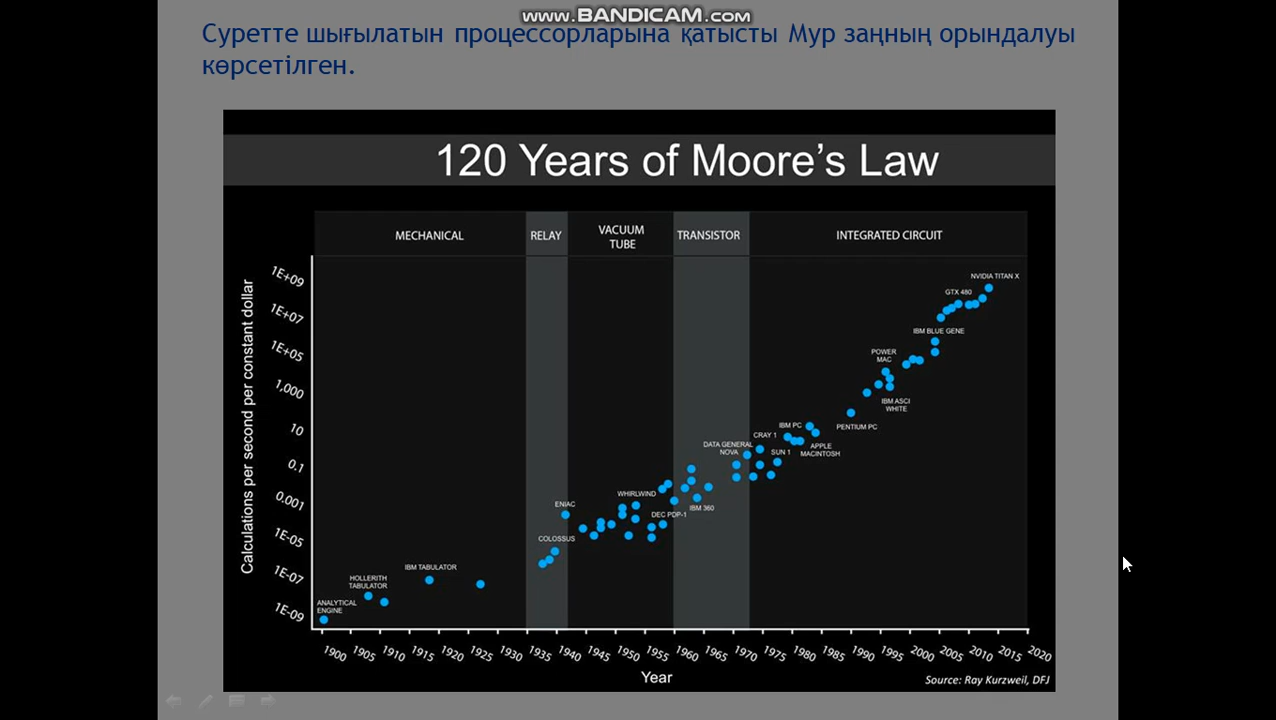 www.BANDICAM.com
Суретте шығылатын процессорларына қатысты Мур заңның орындалуы
көрсетілген.
120 Years of Moore's Law
MECHANICAL
RELAY
VACUUM
TUBE
TRANSISTOR
INTEGRATED CIRCUIT
Calculations per second per constant dollar
1E+09
1E+07
1E+05
1,000
10
0.1
0.001
1E-05
1E-07
1E-09
ANALYTICAL
ENGINE
HOLLERITH
TABULATOR
IBM TABULATOR
COLOSSUS
ENIAC
WHIRLWIND
DEC PDP-1
IBM 360
DATA GENERAL
NOVA
CRAY 1
SUN 1
IBM PC
APPLE
MACINTOSH
PENTIUM PC
POWER
MAC
IBM ASCI
WHITE
IBM BLUE GENE
GTX 480
NVIDIA TITAN X
1900 1905 1910 1915 1920 1925 1930 1935 1940 1945 1950 1955 1960 1965 1970 1975 1980 1985 1990 1995 2000 2005 2010 2015 2020
Year
Source: Ray Kurzweil, DFJ